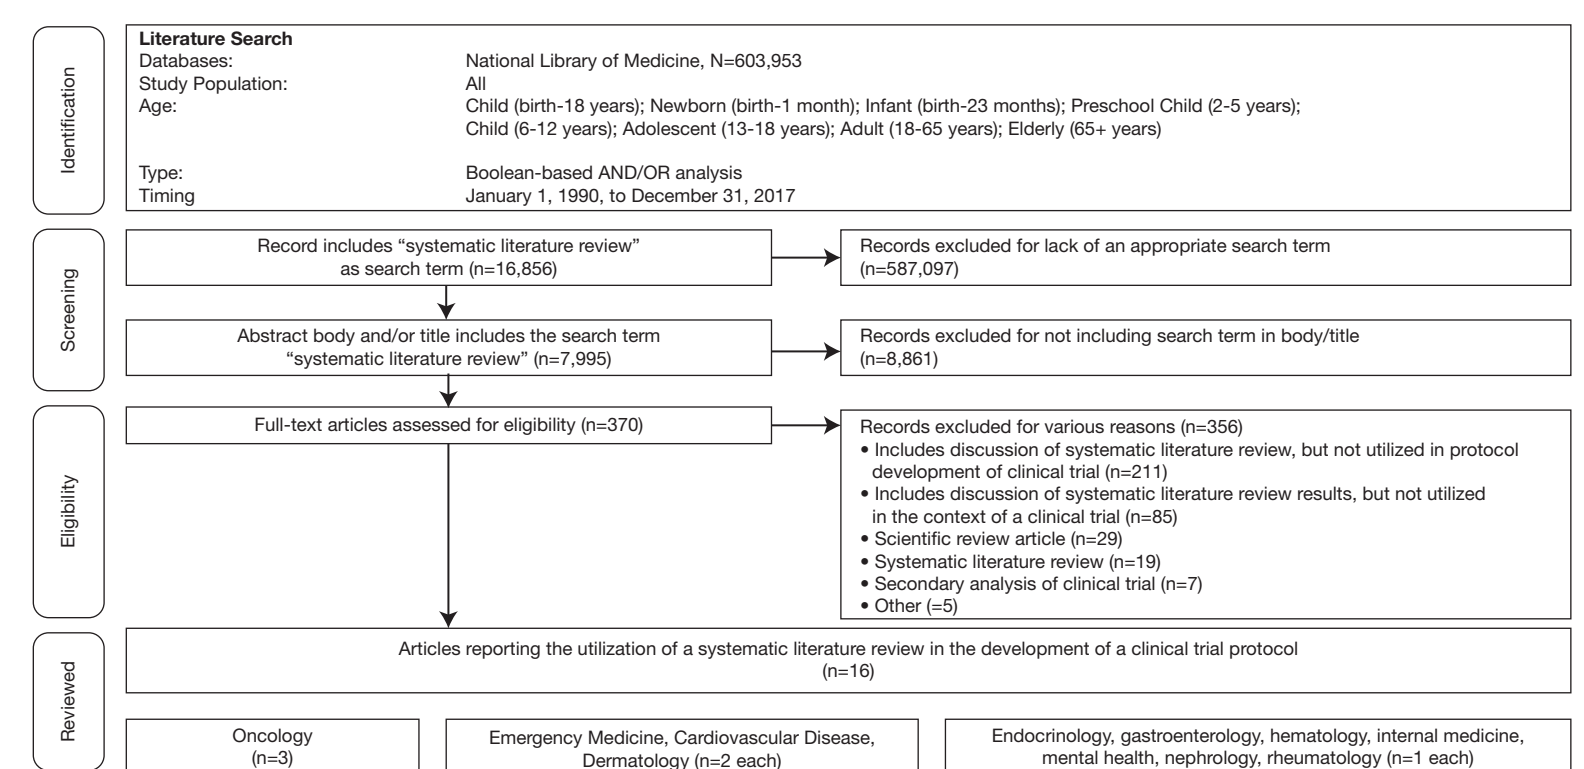 Identification
Literature Search
Databases: National Library of Medicine, N=603,953
Study Population: All
Age: Child (birth-18 years); Newborn (birth-1 month); Infant (birth-23 months); Preschool Child (2-5 years);
Child (6-12 years); Adolescent (13-18 years); Adult (18-65 years); Elderly (65+ years)
Type: Boolean-based AND/OR analysis
Timing January 1, 1990, to December 31, 2017
Screening
Record includes “systematic literature review”
as search term (n=16,856)
Records excluded for lack of an appropriate search term
(n=587,097)
Abstract body and/or title includes the search term
“systematic literature review” (n=7,995)
Records excluded for not including search term in body/title
(n=8,861)
Eligibility
Full-text articles assessed for eligibility (n=370)
Records excluded for various reasons (n=356)
• Includes discussion of systematic literature review, but not utilized in protocol
development of clinical trial (n=211)
• Includes discussion of systematic literature review results, but not utilized
in the context of a clinical trial (n=85)
• Scientific review article (n=29)
• Systematic literature review (n=19)
• Secondary analysis of clinical trial (n=7)
• Other (=5)
Reviewed
Articles reporting the utilization of a systematic literature review in the development of a clinical trial protocol
(n=16)
Oncology
(n=3)
Emergency Medicine, Cardiovascular Disease,
Dermatology (n=2 each)
Endocrinology, gastroenterology, hematology, internal medicine,
mental health, nephrology, rheumatology (n=1 each)